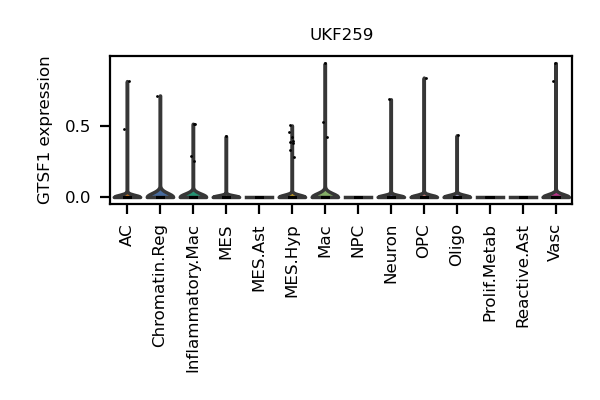 UKF259
GTSF1 expression
0.5
0.0
AC
Chromatin.Reg
Inflammatory.Mac
MES
MES.Ast
MES.Hyp
Mac
NPC
Neuron
OPC
Oligo
Prolif.Metab
Reactive.Ast
Vasc